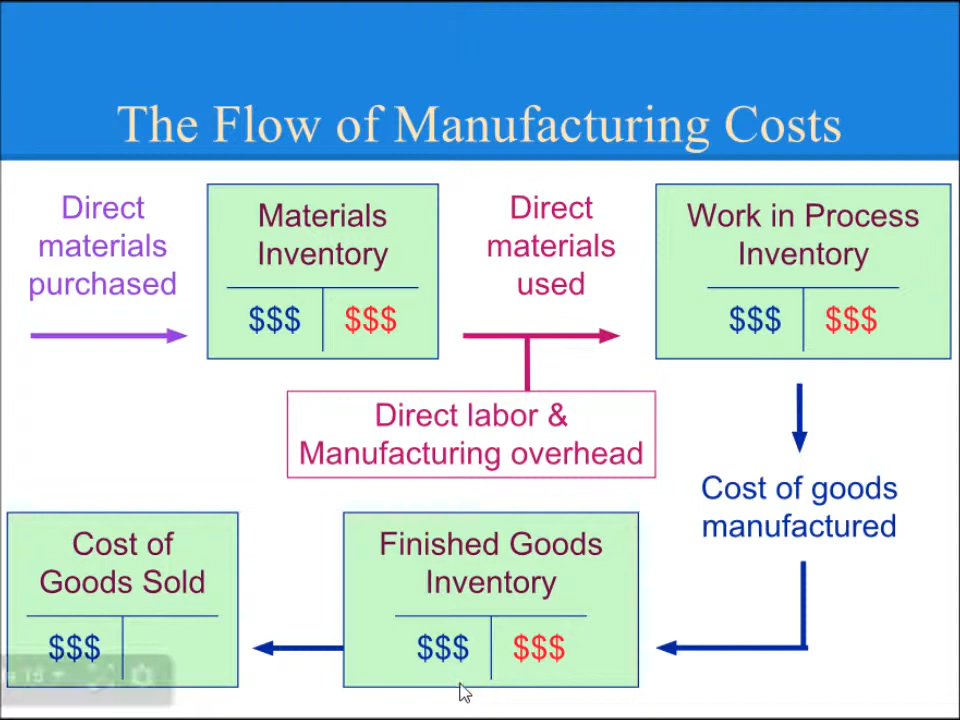 The Flow of Manufacturing Costs
Direct
materials
purchased
Materials
Inventory
$$$ $$$
Direct
materials
used
Work in Process
Inventory
$$$ $$$
Direct labor &
Manufacturing overhead
Cost of goods
manufactured
Cost of
Goods Sold
$$$
Finished Goods
Inventory
$$$ $$$